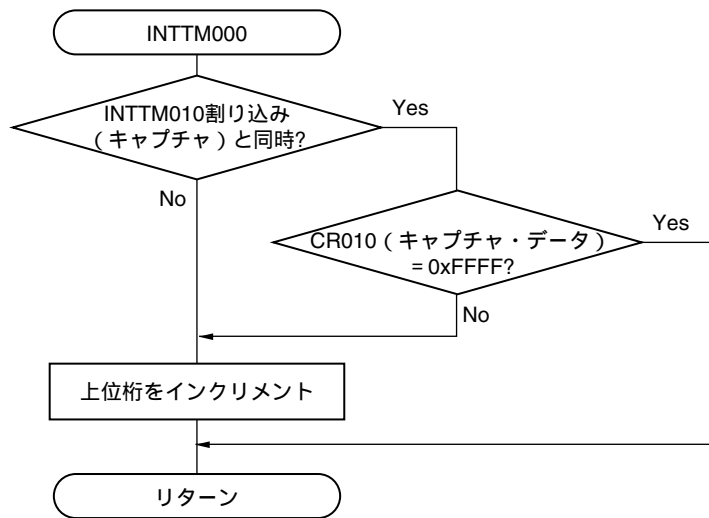 INTTM000
INTTM010割り込み
（キャプチャ）と同時?
Yes
No
CR010（キャプチャ・データ）
= 0xFFFF?
Yes
No
上位桁をインクリメント
リターン